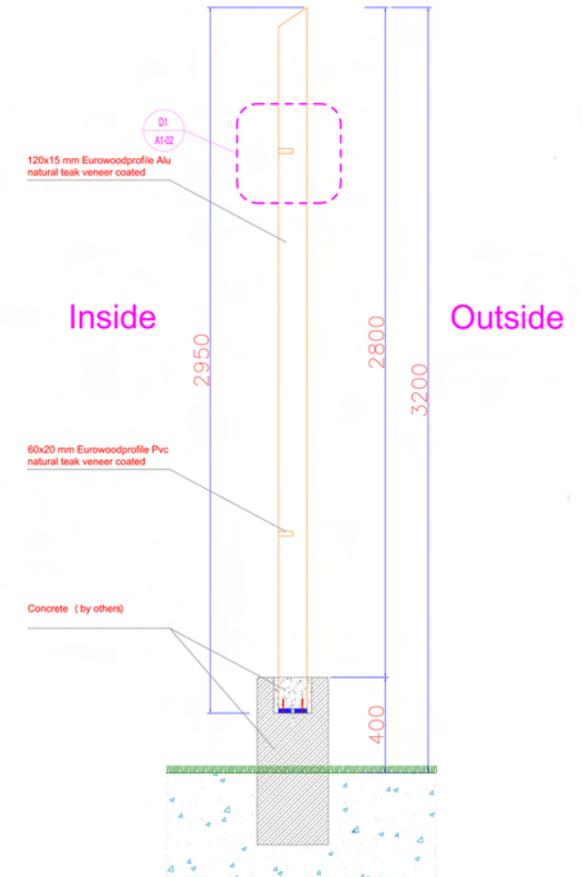 D1
A1-02
120x15 mm Eurowoodprofile Alu
natural teak veneer coated
Inside
Outside
2950
2800
3200
60x20 mm Eurowoodprofile Pvc
natural teak veneer coated
Concrete ( by others)
400